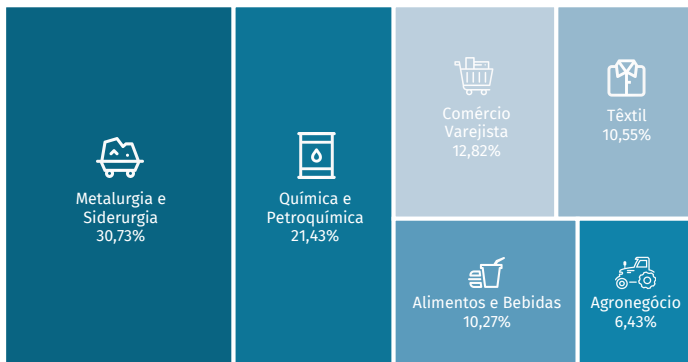 Metalurgia e
Siderurgia
30,73%
Química e
Petroquímica
21,43%
Comércio
Varejista
12,82%
Têxtil
10,55%
Alimentos e Bebidas
10,27%
Agronegócio
6,43%